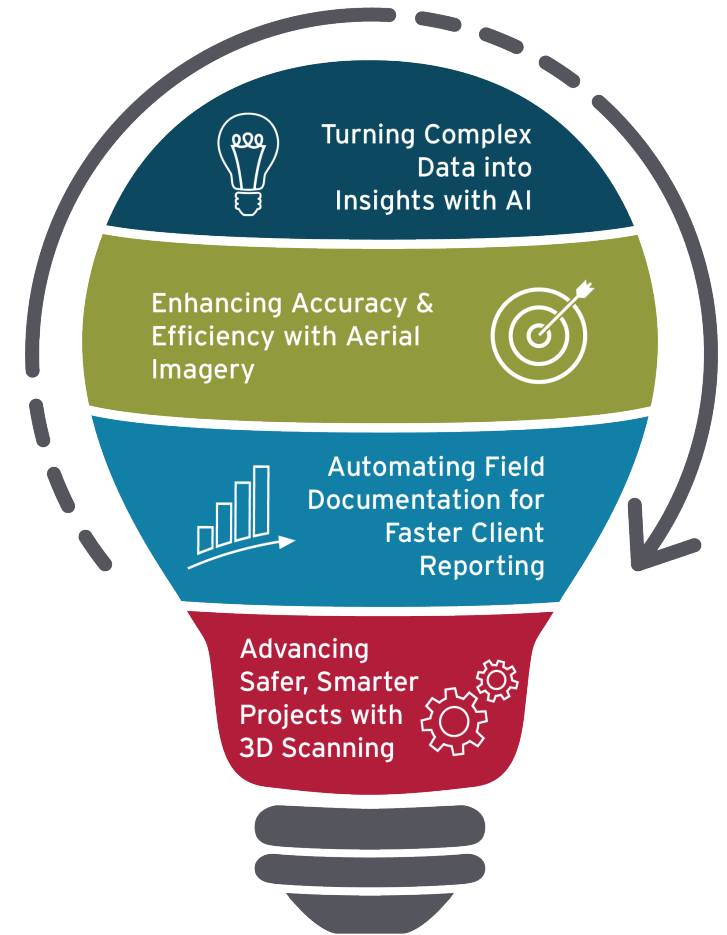 Turning Complex
Data into
Insights with AI
Enhancing Accuracy &
Efficiency with Aerial
Imagery
Automating Field
Documentation for
Faster Client
Reporting
Advancing
Safer, Smarter
Projects with
3D Scanning